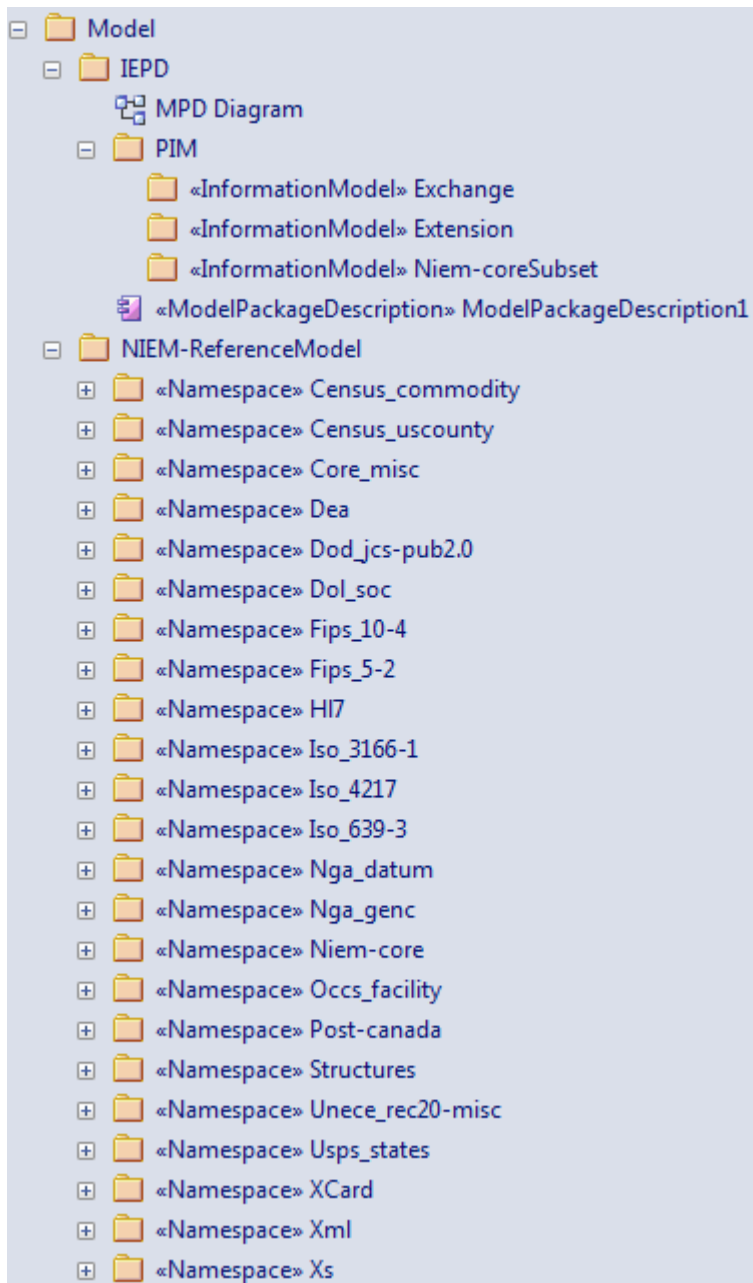 Model
IEPD
MPD Diagram
PIM
«InformationModel» Exchange
«InformationModel» Extension
«InformationModel» Niem-coreSubset
«ModelPackageDescription» ModelPackageDescription1
NIEM-ReferenceModel
«Namespace» Census_commodity
«Namespace» Census_uscounty
«Namespace» Core_misc
«Namespace» Dea
«Namespace» Dod_jcs-pub2.0
«Namespace» Dol_soc
«Namespace» Fips_10-4
«Namespace» Fips_5-2
«Namespace» Hl7
«Namespace» Iso_3166-1
«Namespace» Iso_4217
«Namespace» Iso_639-3
«Namespace» Nga_datum
«Namespace» Nga_genc
«Namespace» Niem-core
«Namespace» Occs_facility
«Namespace» Post-canada
«Namespace» Structures
«Namespace» Unece_rec20-misc
«Namespace» Usps_states
«Namespace» XCard
«Namespace» Xml
«Namespace» Xs